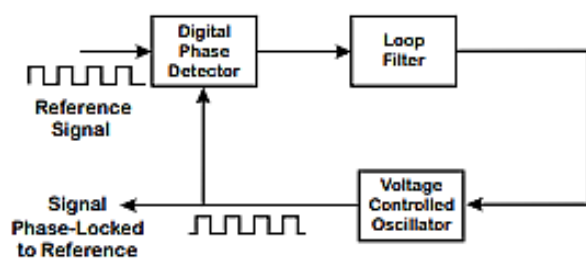 Digital
Phase
Detector
Loop
Filter
Reference
Signal
Signal
Phase-Locked
to Reference
Voltage
Controlled
Oscillator